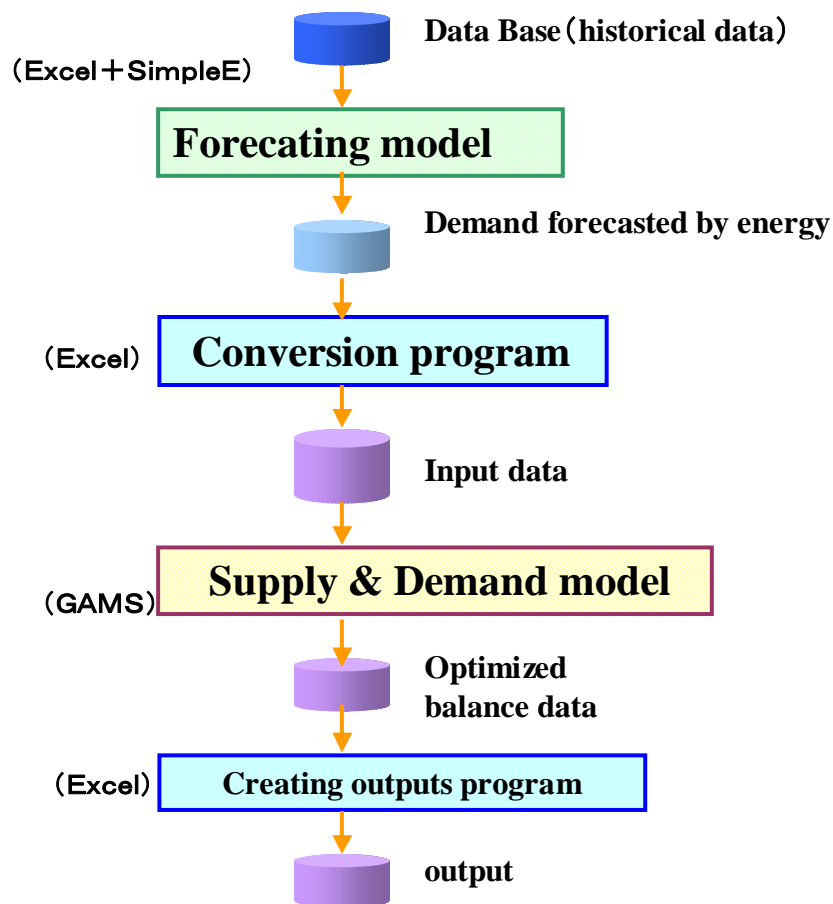 Data Base（historical data）
（Excel＋SimpleE）
Forecating model
Demand forecasted by energy
（Excel）
Conversion program
Input data
Supply & Demand model
（GAMS）
Optimized
balance data
（Excel）
Creating outputs program
output